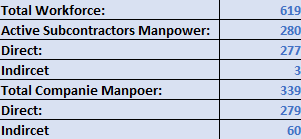 Total Workforce: 619
Active Subcontractors Manpower: 280
Direct: 277
Indircet 3
Total Companie Manpoer: 339
Direct: 279
Indircet 60